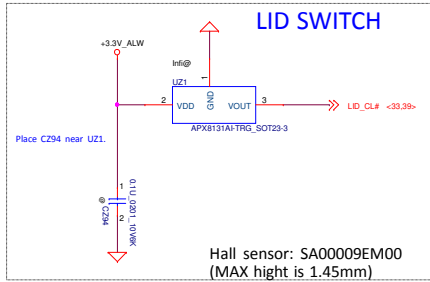 LID SWITCH
+3.3V_ALW
Infi@
UZ1
1
GND
2
VDD
VOUT
3
LID_CL# <33,39>
APX8131AI-TRG_SOT23-3
Place CZ94 near UZ1.
1
2
@
CZ94
0.1U_0201_10V6K
Hall sensor: SA00009EM00
(MAX hight is 1.45mm)